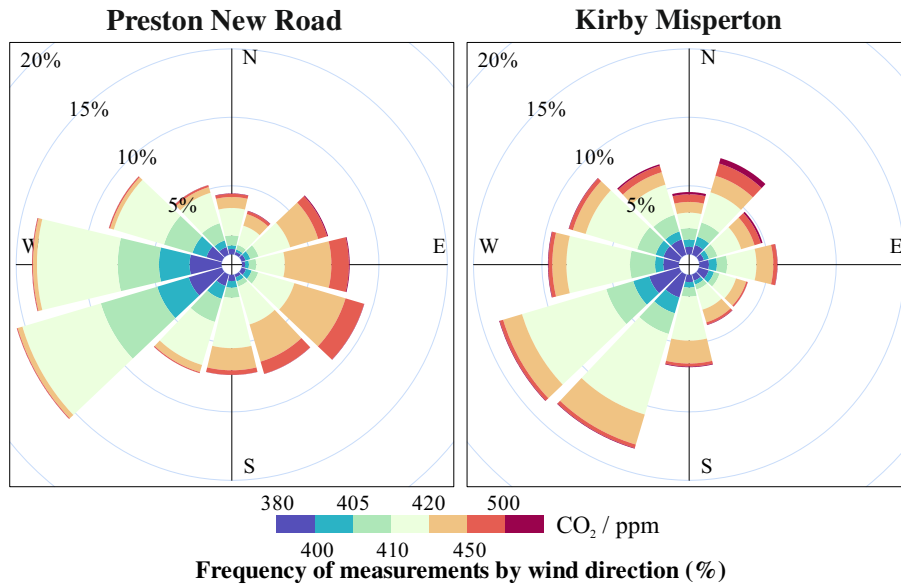 Preston New Road
Kirby Misperton
20%
N
15%
10%
5%
W
E
S
20%
N
15%
10%
5%
W
E
S
380 405 420 500
400 410 450
CO₂ / ppm
Frequency of measurements by wind direction (%)